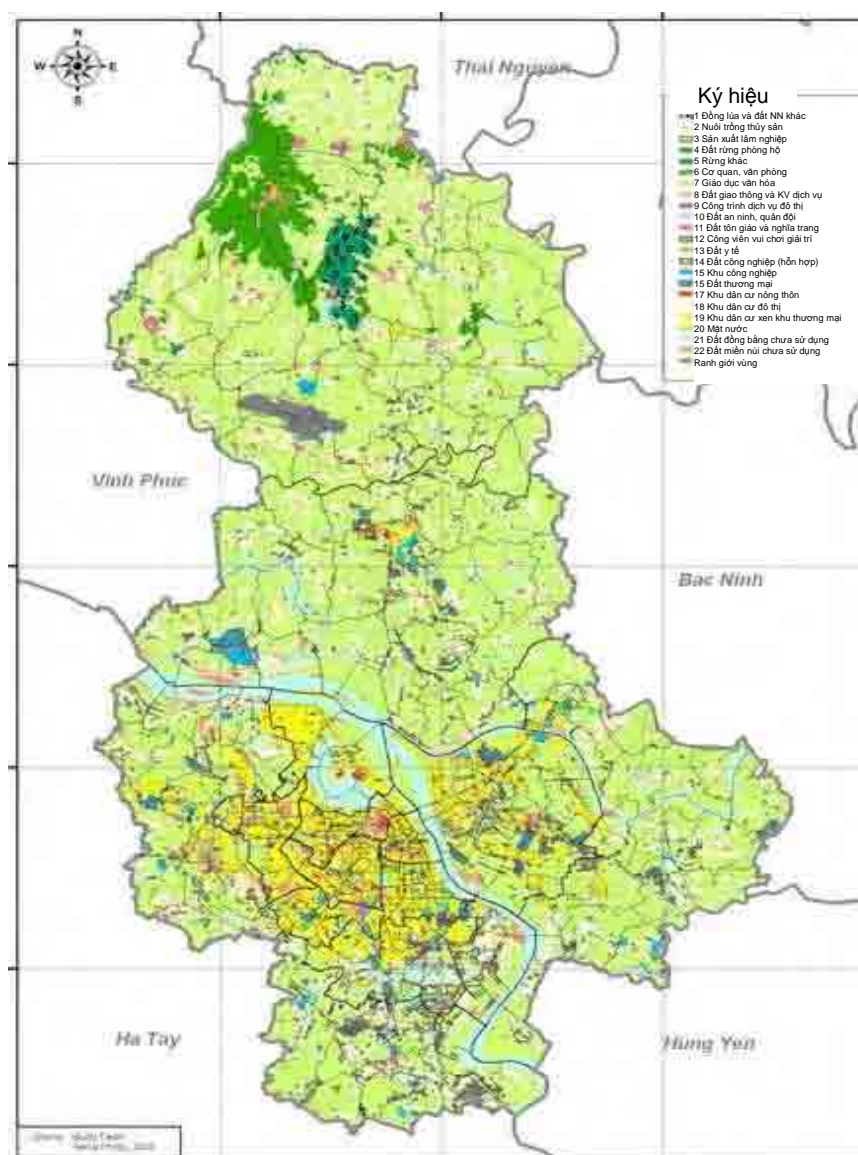 N
W E
S
Thai Nguyen
Ký hiệu
1 Đồng lúa và đất NN khác
2 Nuôi trồng thủy sản
3 Sản xuất lâm nghiệp
4 Đất rừng phòng hộ
5 Rừng khác
6 Cơ quan, văn phòng
7 Giáo dục văn hóa
8 Đất giao thông và KV dịch vụ
9 Công trình dịch vụ đô thị
10 Đất an ninh, quân đội
11 Đất tôn giáo và nghĩa trang
12 Công viên vui chơi giải trí
13 Đất y tế
14 Đất công nghiệp (hỗn hợp)
15 Khu công nghiệp
15 Đất thương mại
17 Khu dân cư nông thôn
18 Khu dân cư đô thị
19 Khu dân cư xen khu thương mại
20 Mặt nước
21 Đất đồng bằng chưa sử dụng
22 Đất miền núi chưa sử dụng
Ranh giới vùng
Vinh Phuc
Bac Ninh
Ha Tay
Hung Yen